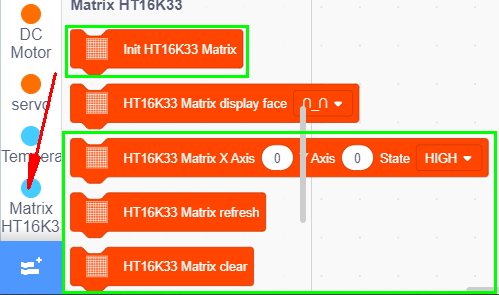 Matrix HT16K33
DC
Motor
Init HT16K33 Matrix
servo
HT16K33 Matrix display face
Tempera
HT16K33 Matrix X Axis 0 Axis 0 State HIGH
Matrix
HT16K3
HT16K33 Matrix refresh
HT16K33 Matrix clear